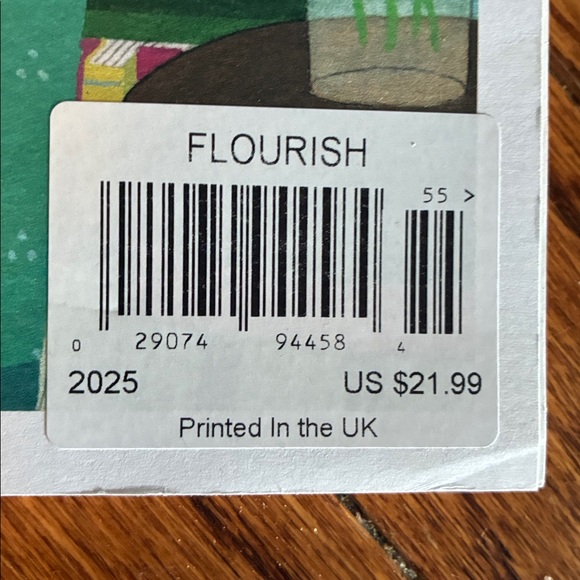 FLOURISH
55 >
0 29074 94458 4
2025 US $21.99
Printed In the UK